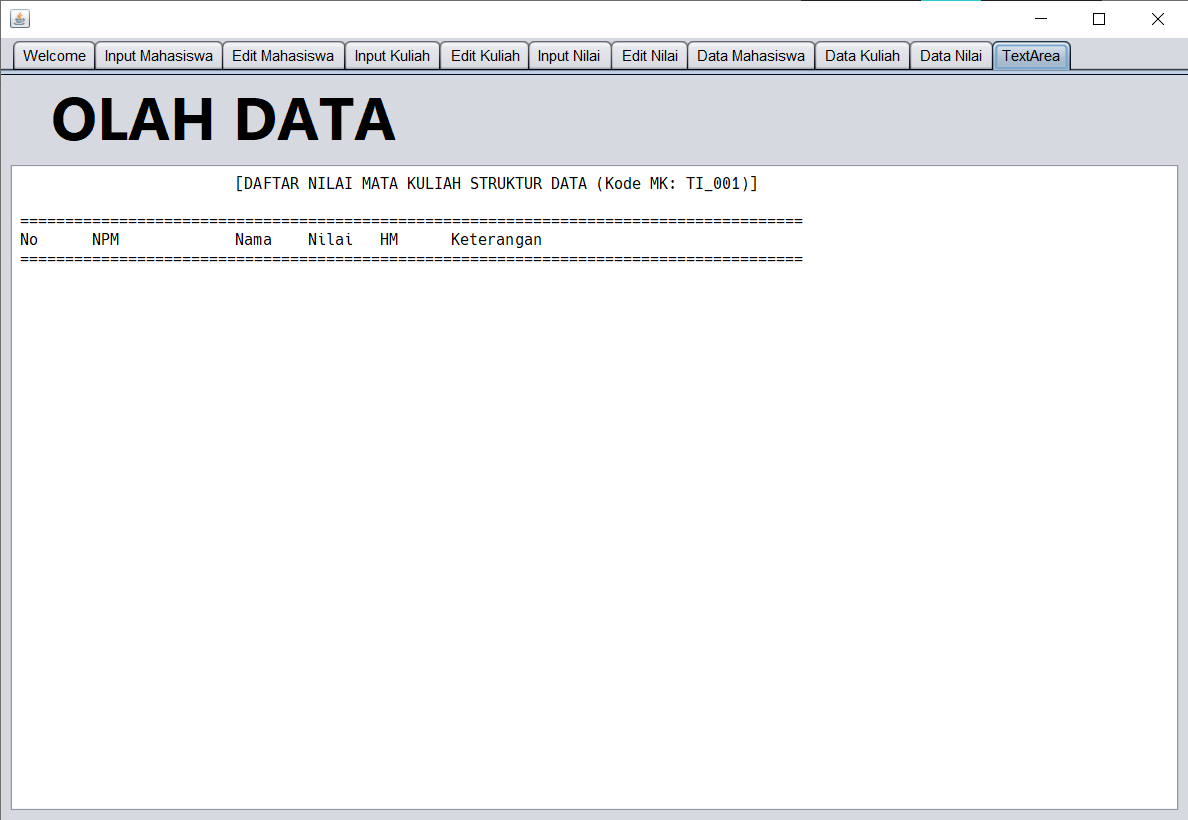 Welcome Input Mahasiswa Edit Mahasiswa Input Kuliah Edit Kuliah Input Nilai Edit Nilai Data Mahasiswa Data Kuliah Data Nilai TextArea
OLAH DATA
[DAFTAR NILAI MATA KULIAH STRUKTUR DATA (Kode MK: TI_001)]
=======================================================================================
No      NPM             Nama    Nilai   HM      Keterangan
=======================================================================================